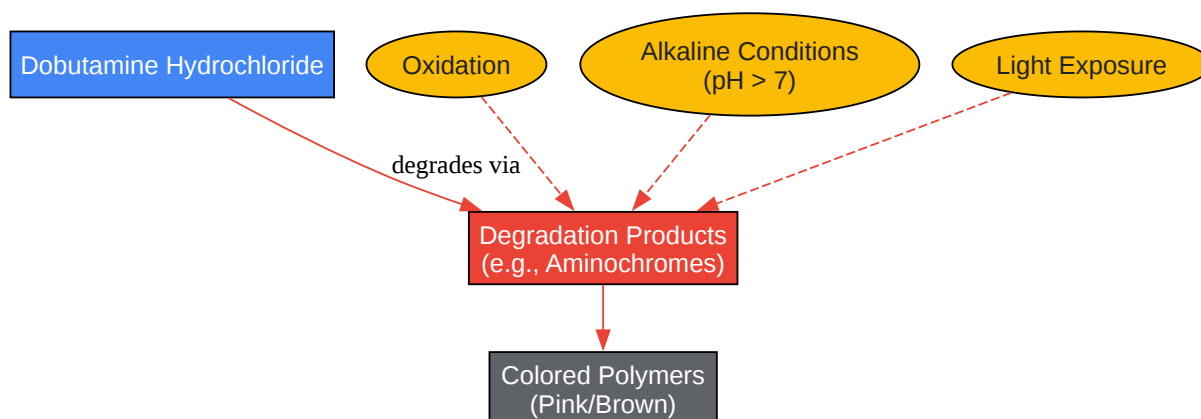 Dobutamine Hydrochloride
Oxidation
Alkaline Conditions
(pH > 7)
Light Exposure
degrades via
Degradation Products
(e.g., Aminochromes)
Colored Polymers
(Pink/Brown)